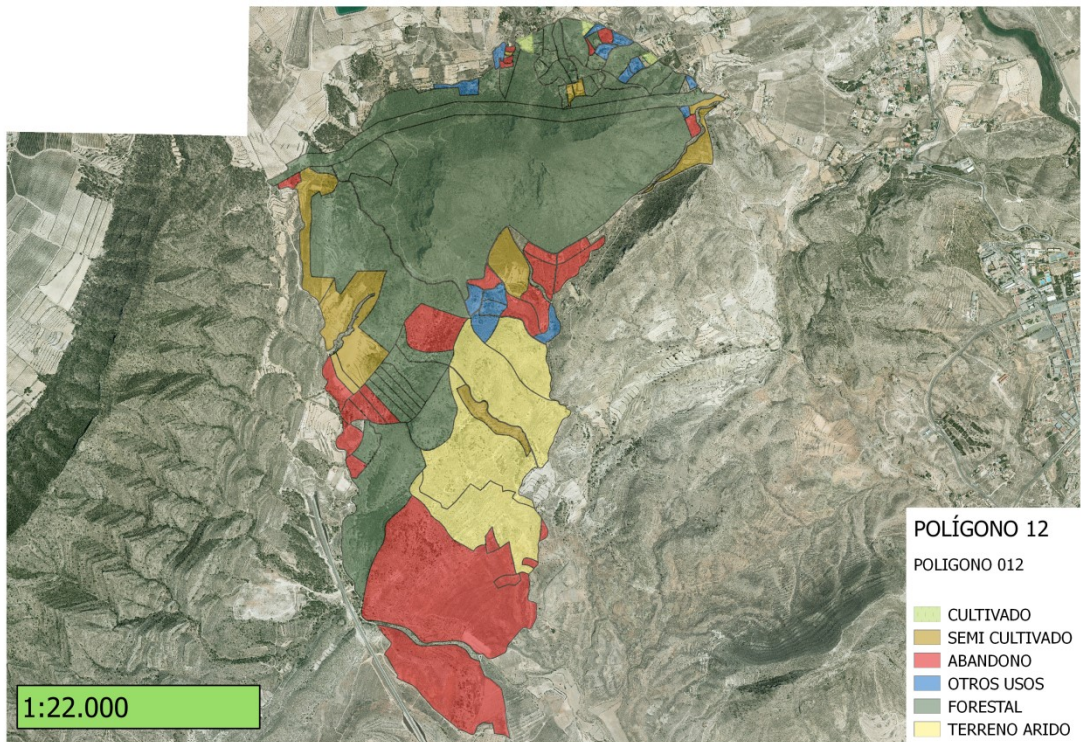 POLÍGONO 12
POLIGONO 012
CULTIVADO
SEMI CULTIVADO
ABANDONO
OTROS USOS
FORESTAL
TERRENO ARIDO
1:22.000